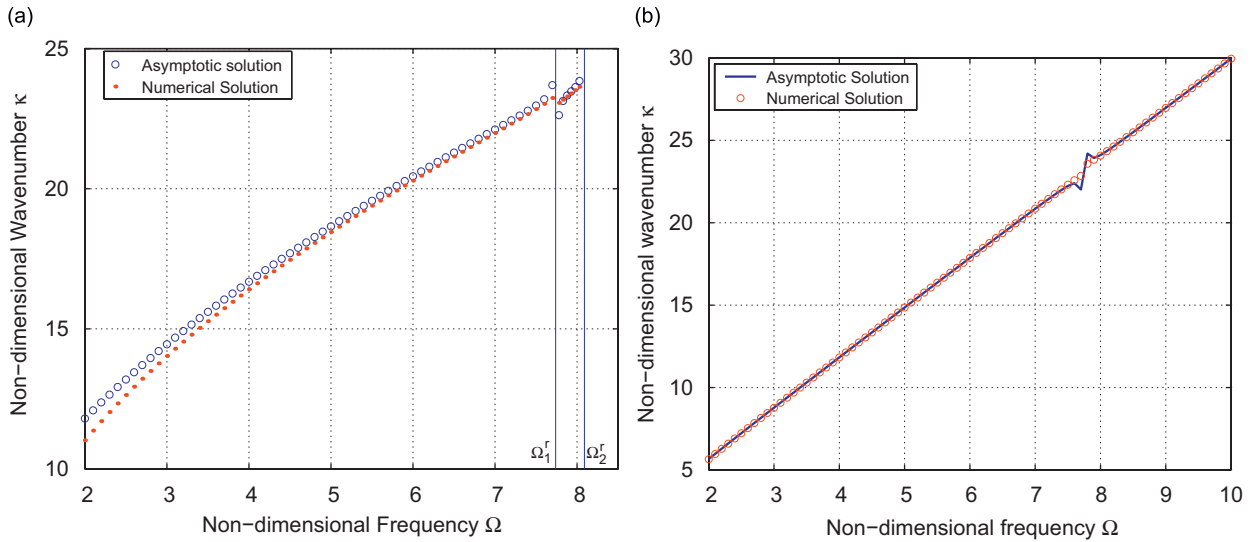 (a)
25
20
15
10
Non−dimensional Wavenumber κ
Asymptotic solution
Numerical Solution
Ω₁ʳ
Ω₂ʳ
2 3 4 5 6 7 8
Non−dimensional Frequency Ω
(b)
30
25
20
15
10
5
Non−dimensional wavenumber κ
Asymptotic Solution
Numerical Solution
2 3 4 5 6 7 8 9 10
Non−dimensional frequency Ω